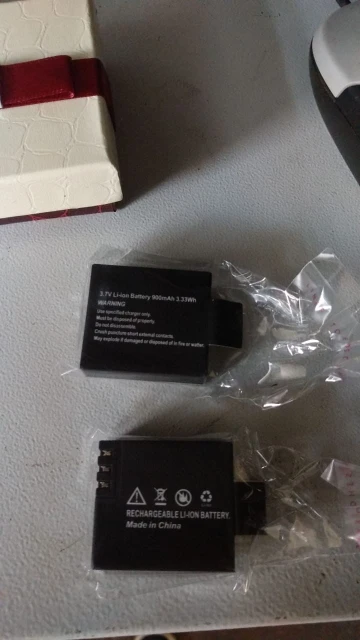 3.7V Li-ion Battery 900mAh 3.33Wh
WARNING
Use specified charger only.
Must be disposed of properly.
Do not disassemble.
Crush puncture short external contacts.
May explode if damaged or disposed of in fire or watter.
RECHARGEABLE LI-ION BATTERY.
Made in China